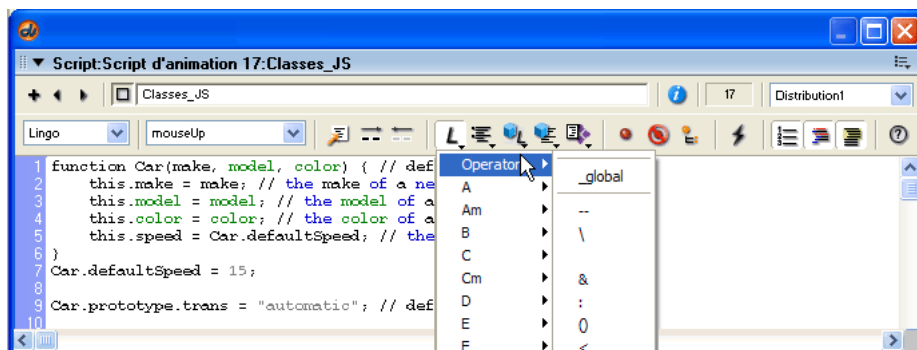 Script:Script d'animation 17:Classes_JS
Classes_JS 17 Distribution1
Lingo mouseUp L
1 function Car(make, model, color) { // def
2 this.make = make; // the make of a ne
3 this.model = model; // the model of a
4 this.color = color; // the color of a
5 this.speed = Car.defaultSpeed; // the
6 }
7 Car.defaultSpeed = 15;
8
9 Car.prototype.trans = "automatic"; // def
10
Operator
A
Am
B
C
Cm
D
E
F
_global
--
\
&
:
()
<